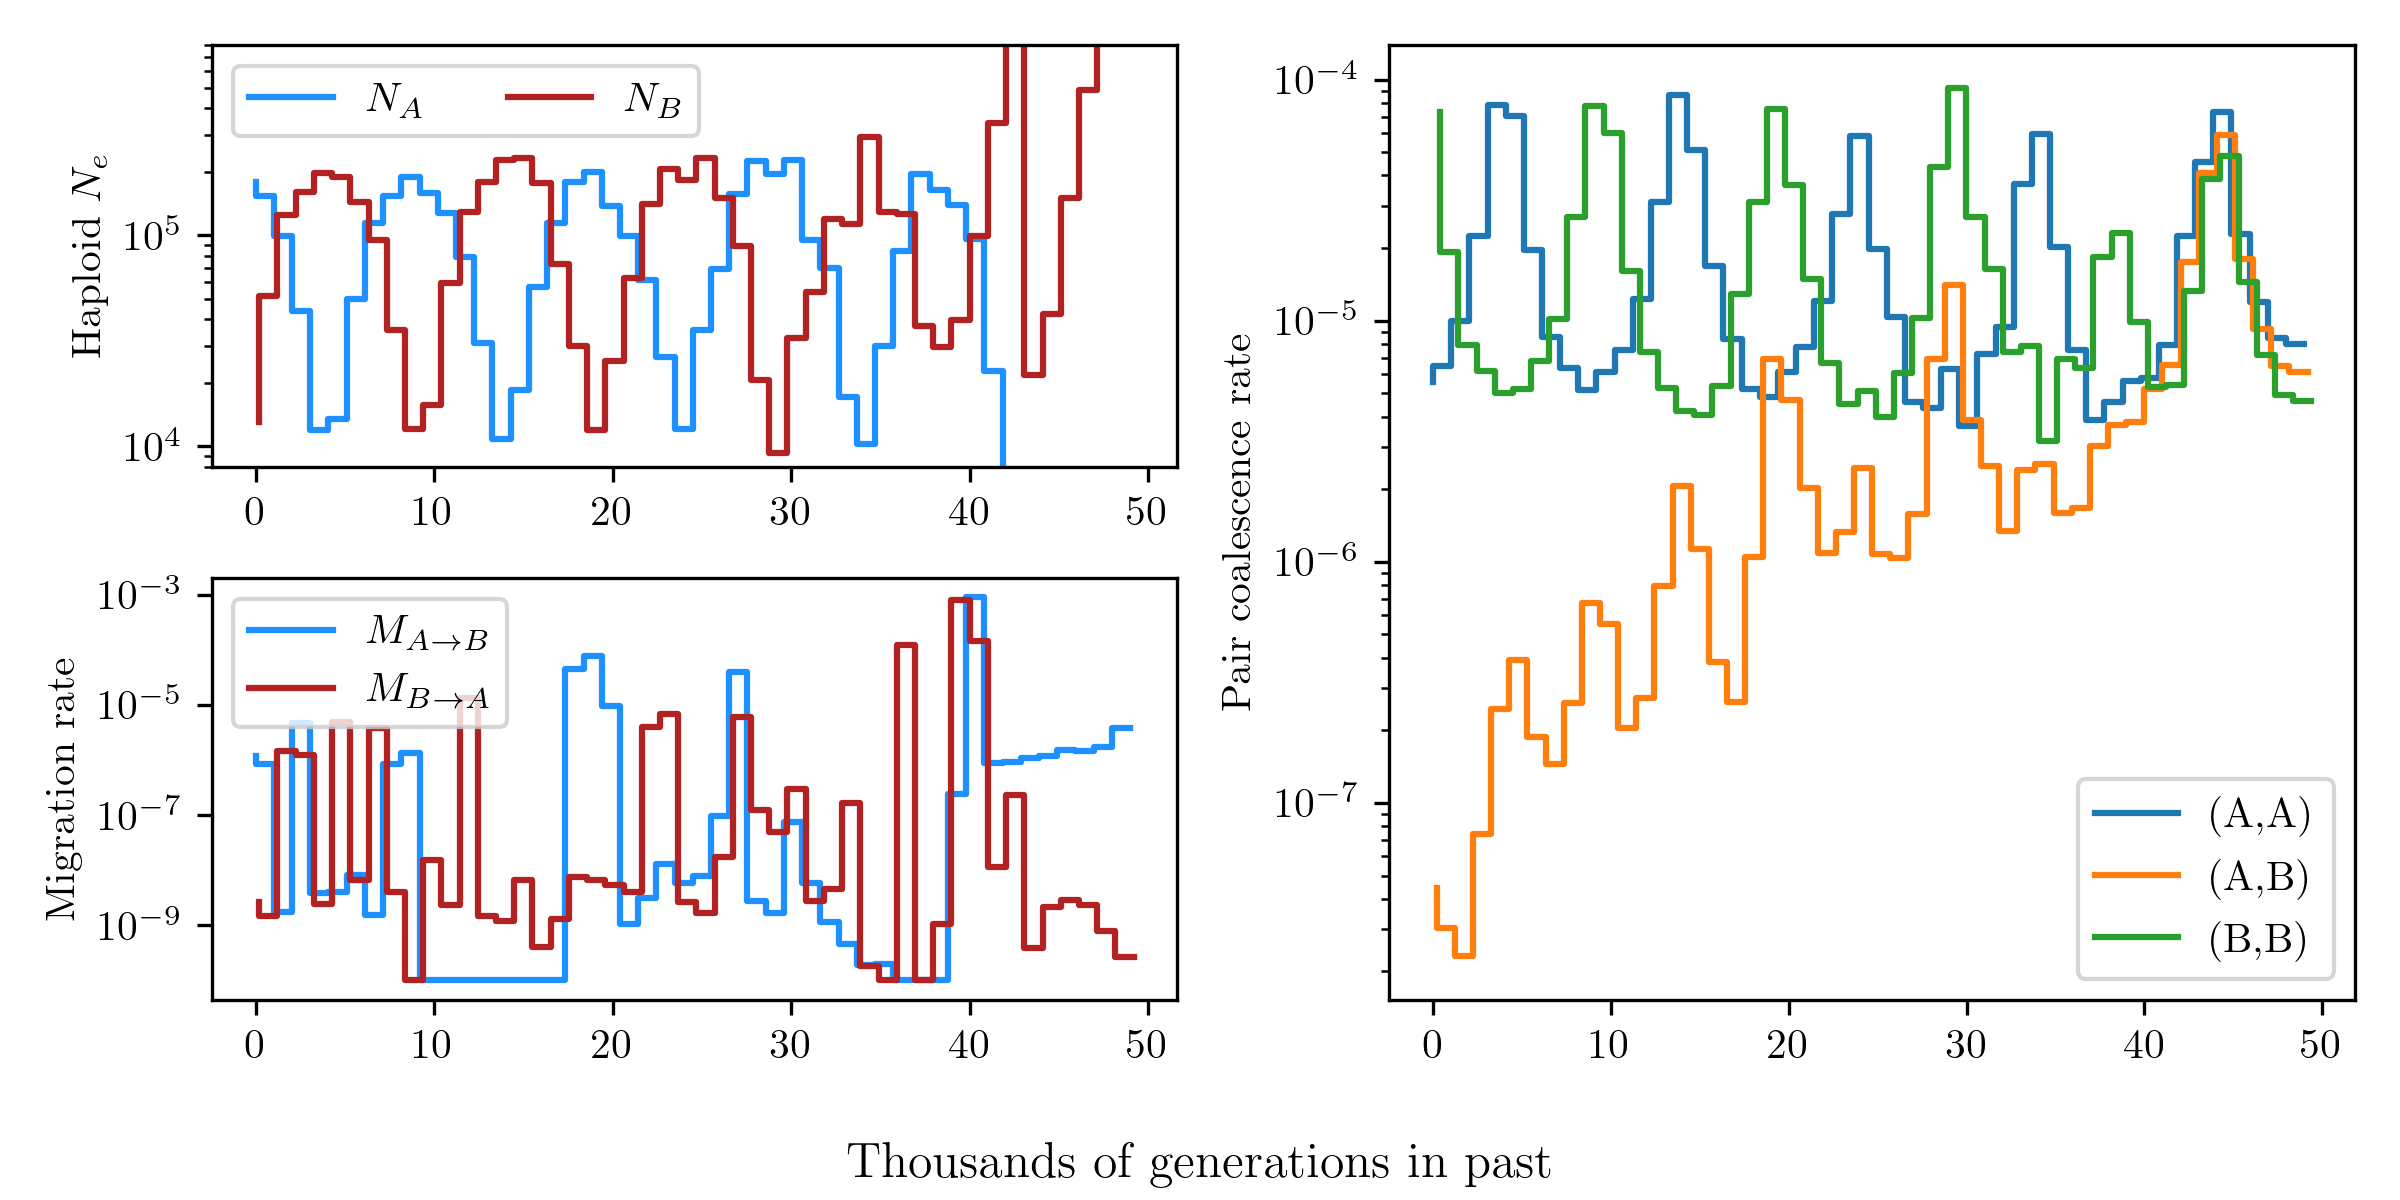 Haploid N_e
10^5
10^4
N_A N_B
0 10 20 30 40 50
Migration rate
10^-3
10^-5
10^-7
10^-9
M_A→B
M_B→A
0 10 20 30 40 50
Pair coalescence rate
10^-4
10^-5
10^-6
10^-7
(A,A)
(A,B)
(B,B)
0 10 20 30 40 50
Thousands of generations in past